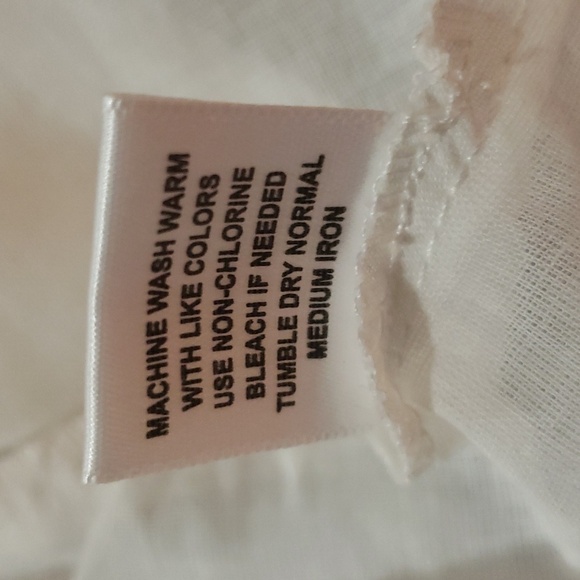 MACHINE WASH WARM
WITH LIKE COLORS
USE NON-CHLORINE
BLEACH IF NEEDED
TUMBLE DRY NORMAL
MEDIUM IRON